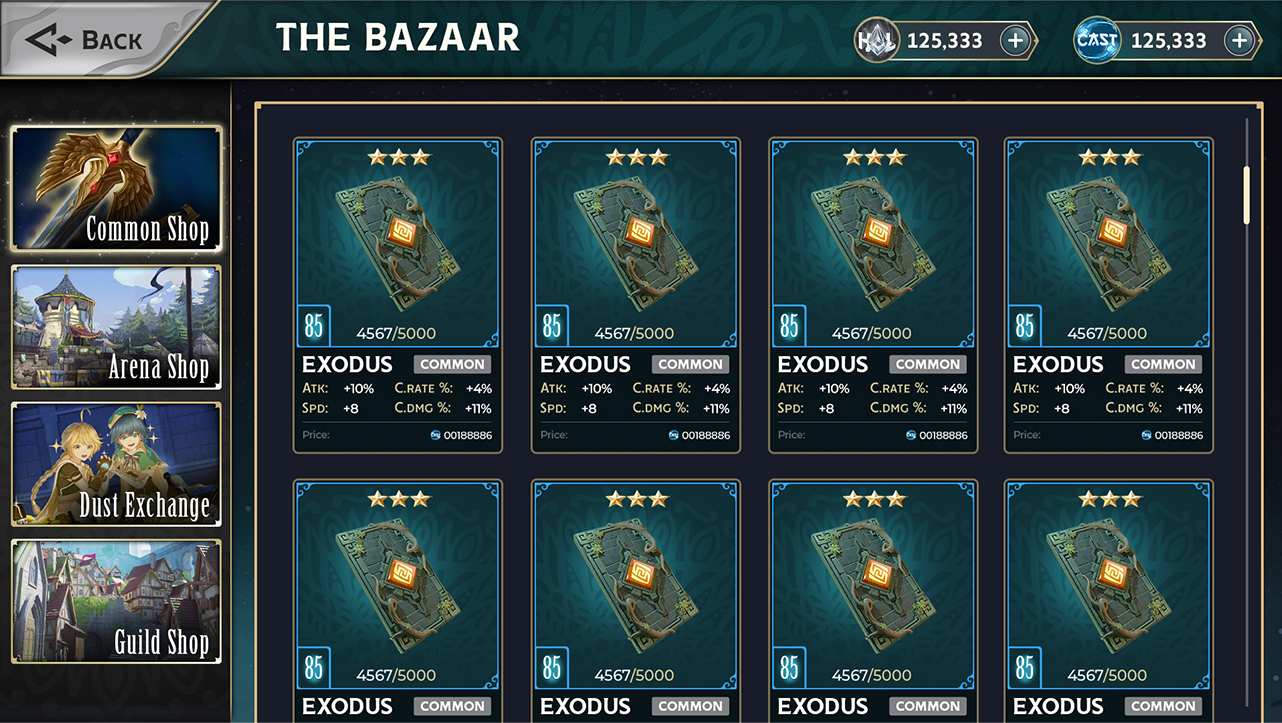 BACK
THE BAZAAR
HOL 125,333 +
CAST 125,333 +
Common Shop
Arena Shop
Dust Exchange
Guild Shop
85 4567/5000
EXODUS COMMON
ATK: +10% C.RATE %: +4%
SPD: +8 C.DMG %: +11%
Price: 00188886
85 4567/5000
EXODUS COMMON
ATK: +10% C.RATE %: +4%
SPD: +8 C.DMG %: +11%
Price: 00188886
85 4567/5000
EXODUS COMMON
ATK: +10% C.RATE %: +4%
SPD: +8 C.DMG %: +11%
Price: 00188886
85 4567/5000
EXODUS COMMON
ATK: +10% C.RATE %: +4%
SPD: +8 C.DMG %: +11%
Price: 00188886
85 4567/5000
EXODUS COMMON
85 4567/5000
EXODUS COMMON
85 4567/5000
EXODUS COMMON
85 4567/5000
EXODUS COMMON